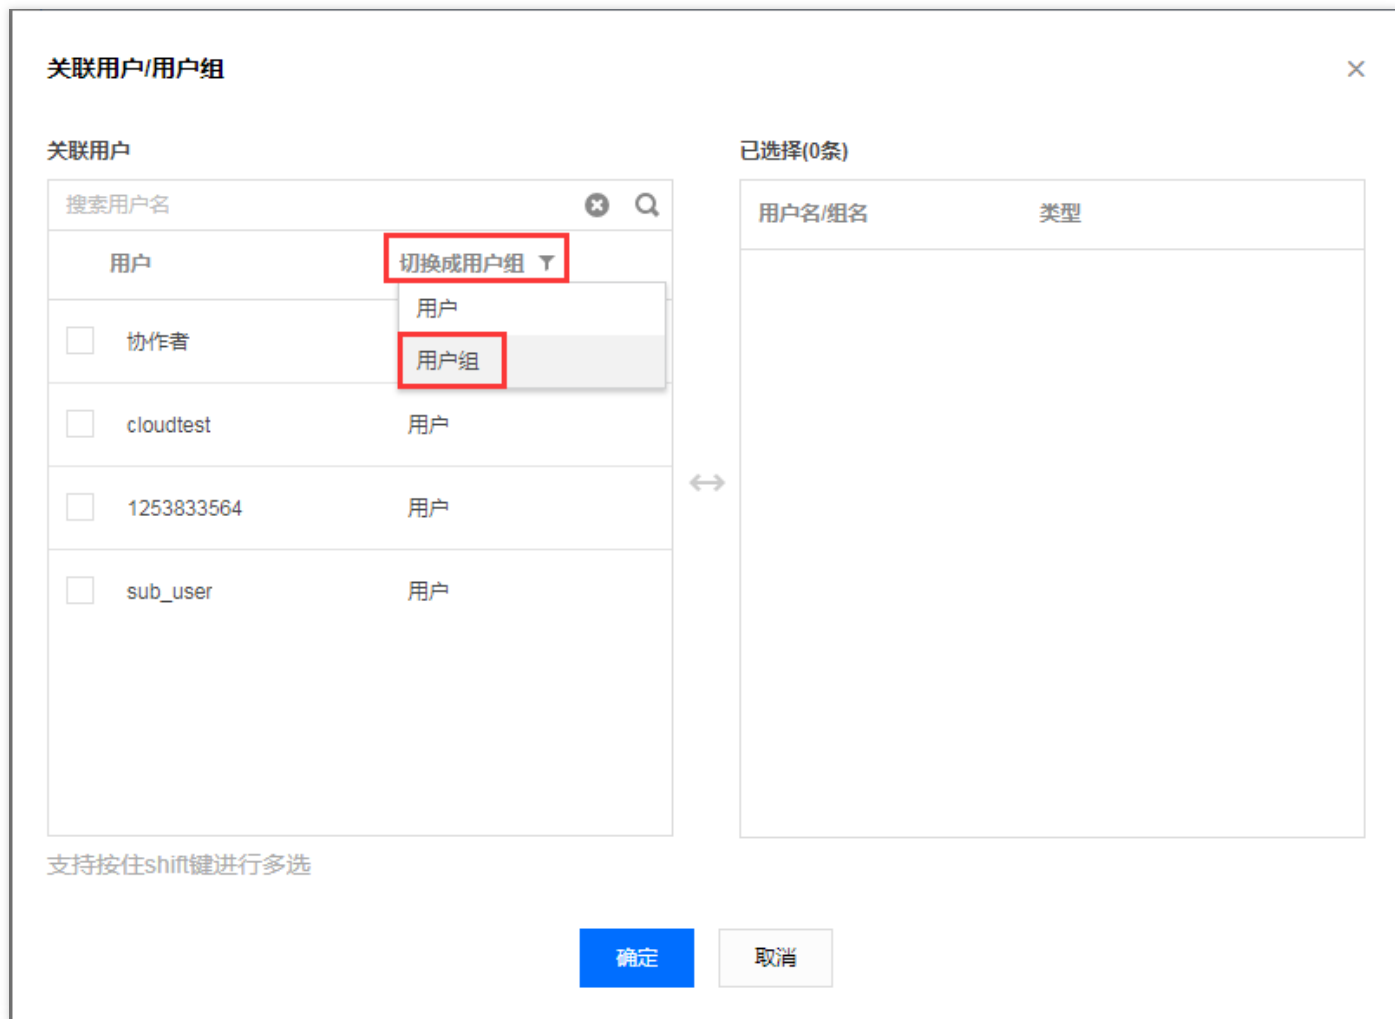 关联用户/用户组
关联用户
搜索用户名
用户 切换成用户组
用户
用户组
协作者
cloudtest 用户
1253833564 用户
sub_user 用户
支持按住shift键进行多选
已选择(0条)
用户名/组名 类型
确定 取消